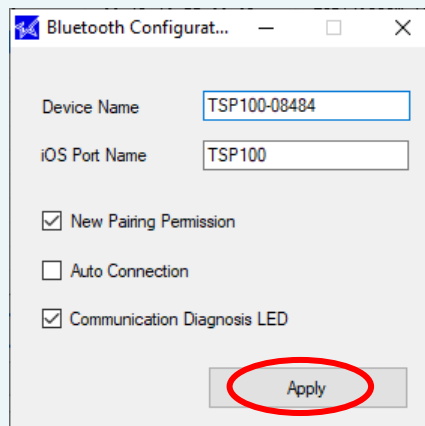 Bluetooth Configurat...
Device Name TSP100-08484
iOS Port Name TSP100
New Pairing Permission
Auto Connection
Communication Diagnosis LED
Apply